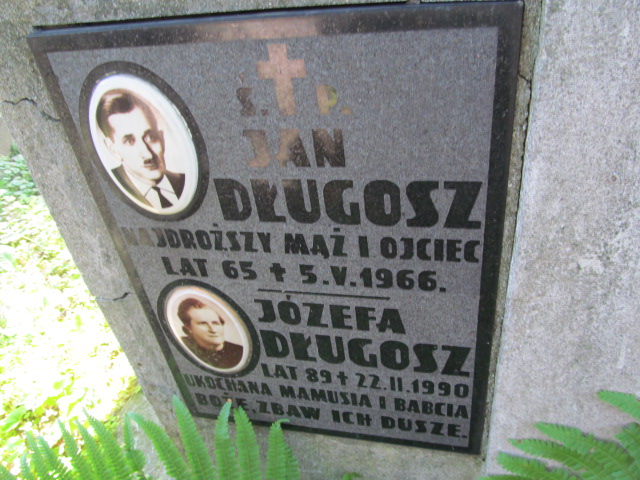 Ś. P.
JAN
DŁUGOSZ
NAJDROŻSZY MĄŻ I OJCIEC
LAT 65 ✝ 5.V.1966.
JÓZEFA
DŁUGOSZ
LAT 89 ✝ 22.II.1990
UKOCHANA MAMUSIA I BABCIA
BOŻE, ZBAW ICH DUSZE.